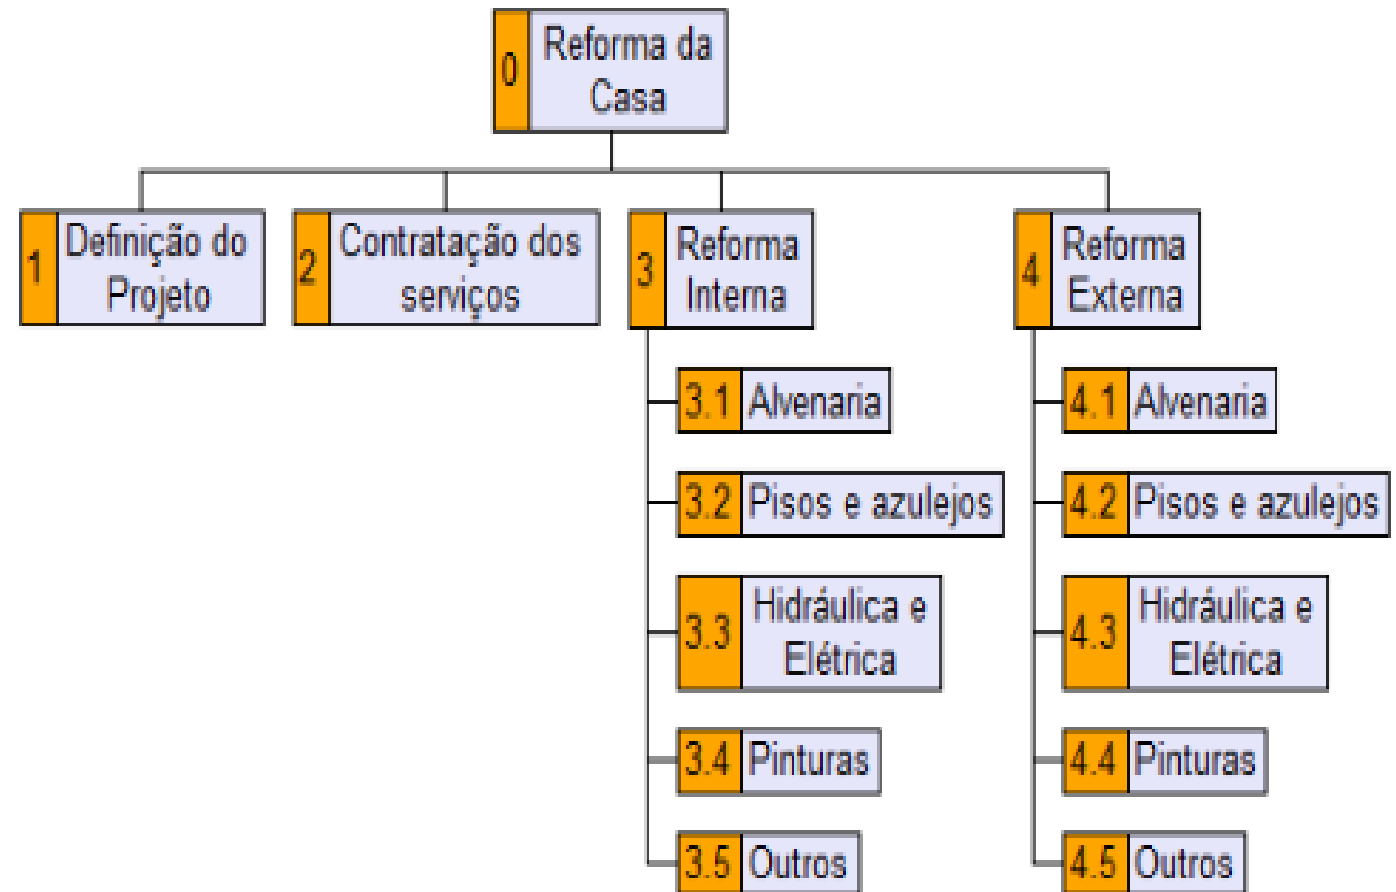 0 Reforma da
Casa
1 Definição do
Projeto
2 Contratação dos
serviços
3 Reforma
Interna
4 Reforma
Externa
3.1 Alvenaria
3.2 Pisos e azulejos
3.3 Hidráulica e
Elétrica
3.4 Pinturas
3.5 Outros
4.1 Alvenaria
4.2 Pisos e azulejos
4.3 Hidráulica e
Elétrica
4.4 Pinturas
4.5 Outros